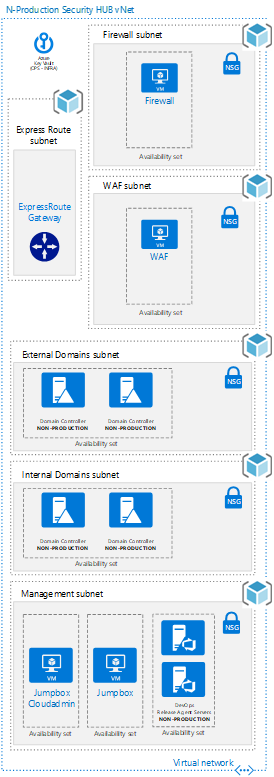 N-Production Security HUB vNet
Azure
Key Vault
(OPS - INFRA)
Firewall subnet
NSG
VM
Firewall
Availability set
Express Route
subnet
ExpressRoute
Gateway
WAF subnet
NSG
VM
WAF
Availability set
External Domains subnet
NSG
Domain Controller
NON-PRODUCTION
Domain Controller
NON-PRODUCTION
Availability set
Internal Domains subnet
NSG
Domain Controller
NON-PRODUCTION
Domain Controller
NON-PRODUCTION
Availability set
Management subnet
NSG
VM
Jumpbox
Cloudadmin
Availability set
VM
Jumpbox
Availability set
DevOps
Release Agent Servers
NON-PRODUCTION
Availability set
Virtual network